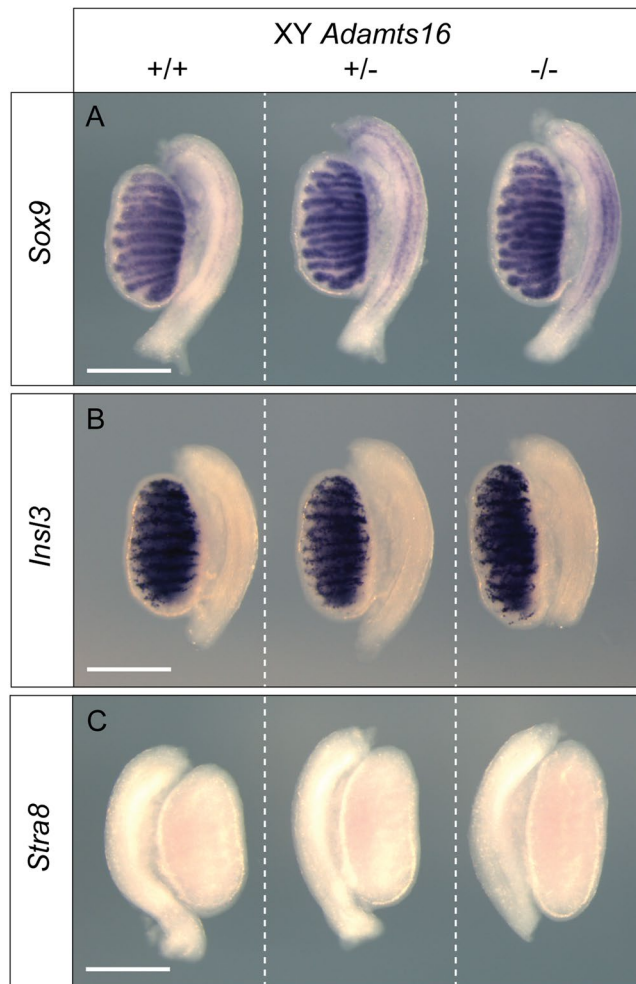 XY Adamts16
+/+ +/- -/-
A
Sox9
B
Insl3
C
Stra8